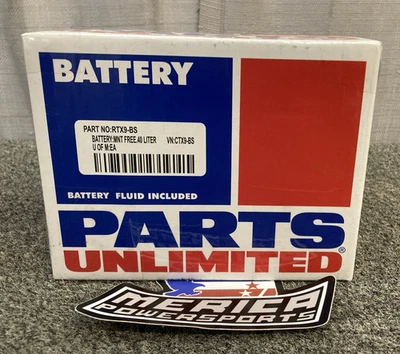 BATTERY
PART NO:RTX9-BS
BATTERY:MNT FREE.40 LITER VN:CTX9-BS
U OF M:EA
BATTERY FLUID INCLUDED
PARTS
UNLIMITED®
MERICA
POWERSPORTS